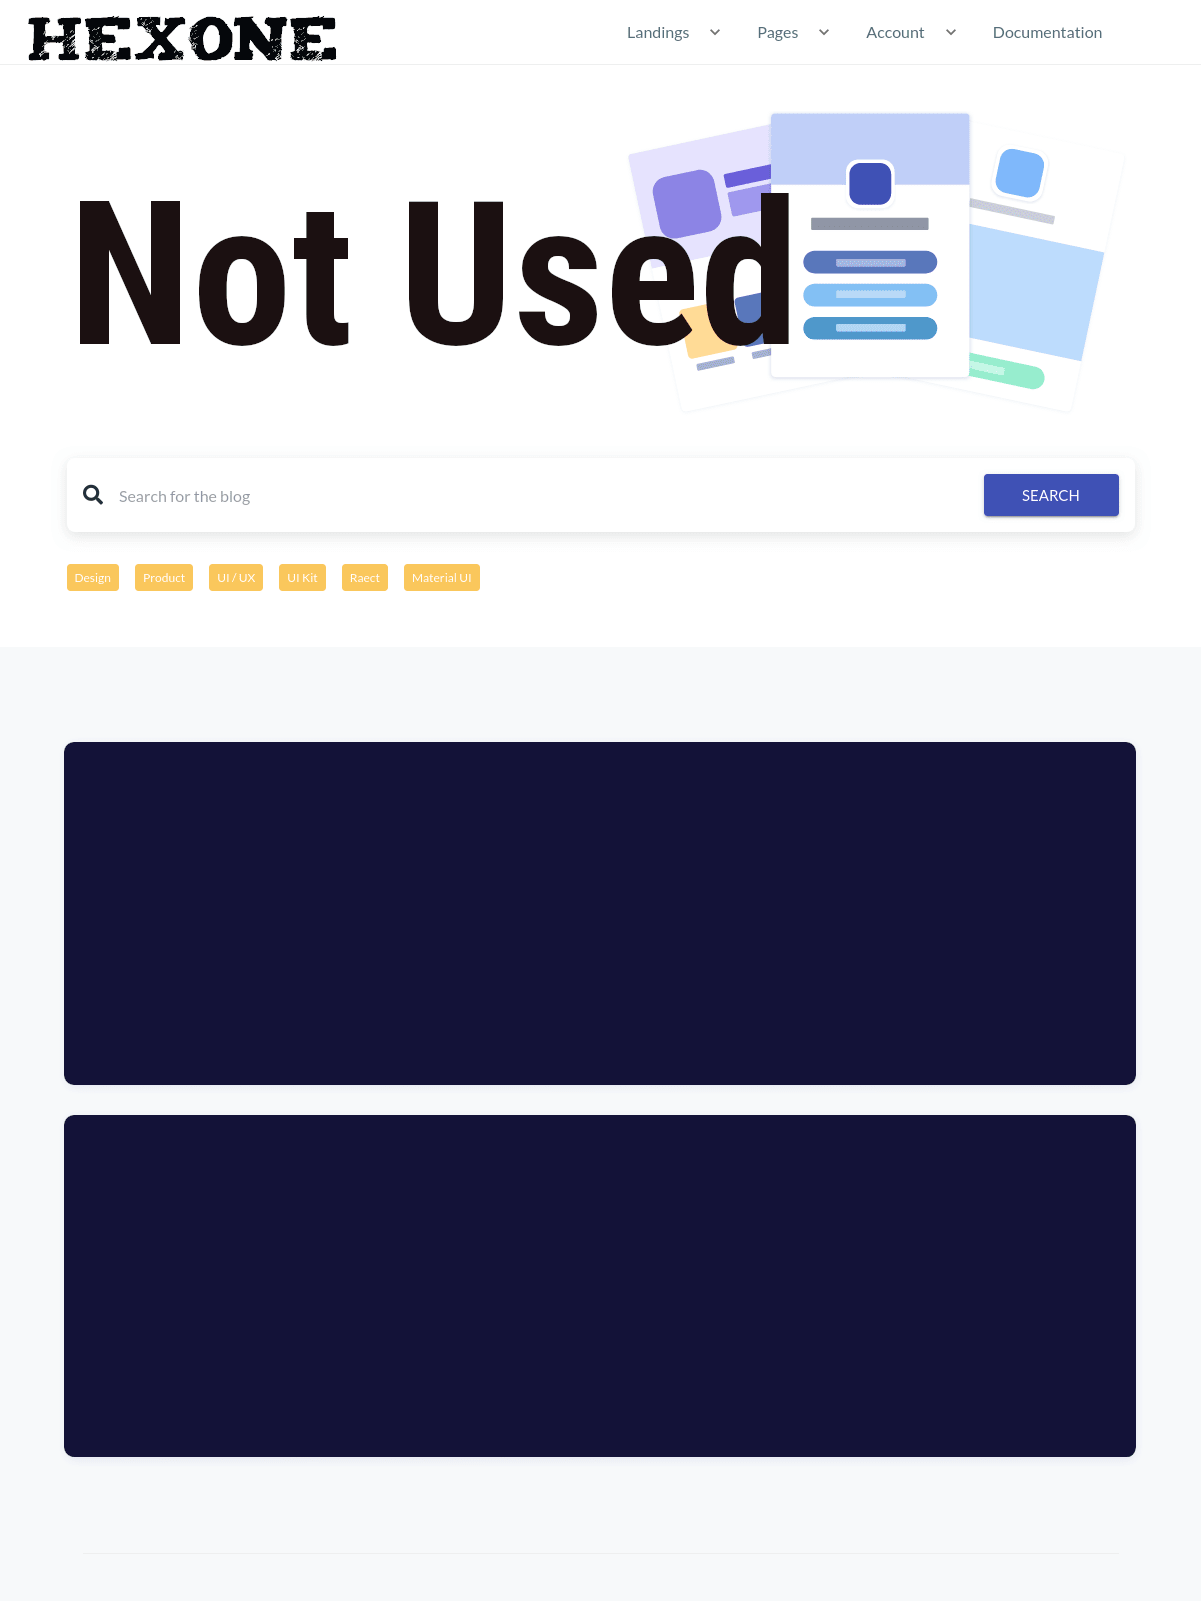 HEXONE
Landings Pages Account Documentation
Not Used
Search for the blog SEARCH
Design Product UI / UX UI Kit Raect Material UI